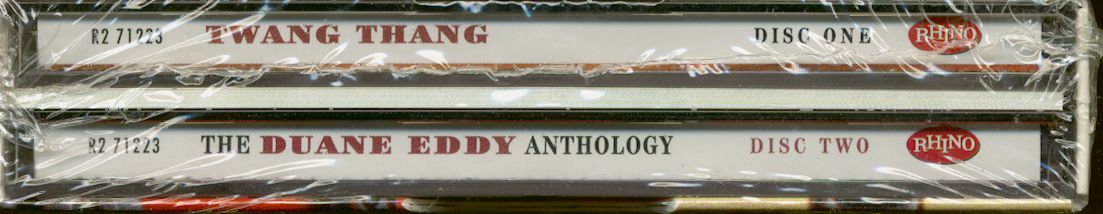 R2 71223 TWANG THANG DISC ONE RHINO
R2 71223 THE DUANE EDDY ANTHOLOGY DISC TWO RHINO